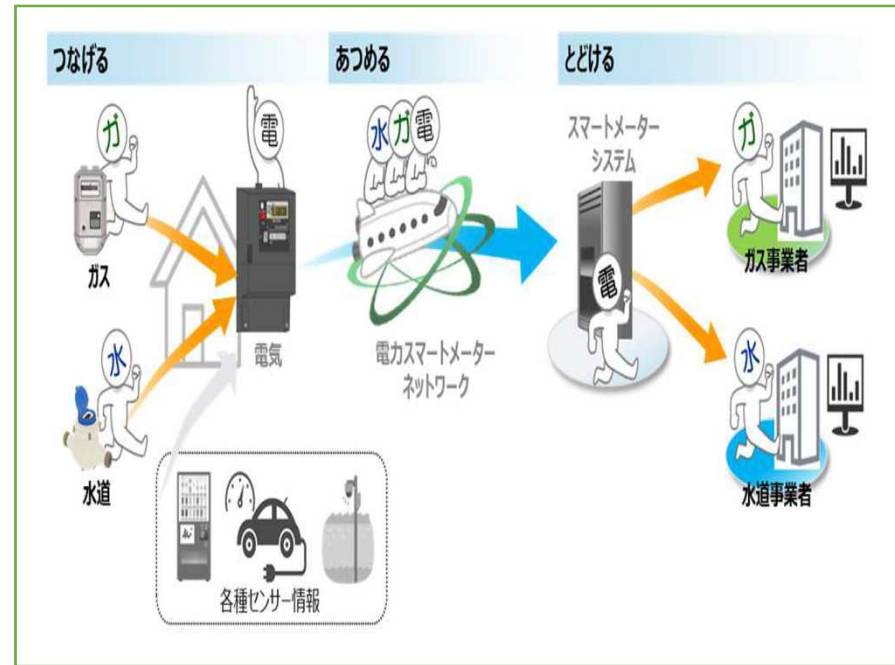 つなげる
あつめる
とどける
ガ
電
水
ガ
電
スマートメーター
システム
ガ
ガス
電気
電力スマートメーター
ネットワーク
電
ガス事業者
水
水道
水
水道事業者
各種センサー情報